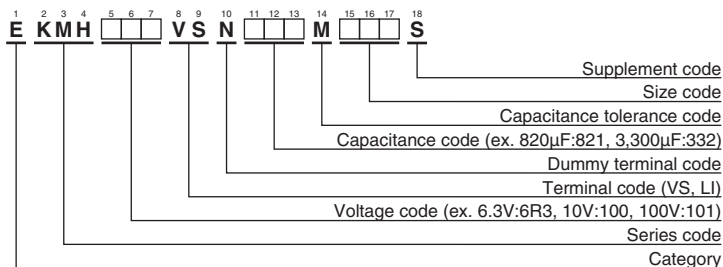 1 2 3 4 5 6 7 8 9 10 11 12 13 14 15 16 17 18
E KMH □□□ VS N □□□ M □□□ S
Supplement code
Size code
Capacitance tolerance code
Capacitance code (ex. 820µF:821, 3,300µF:332)
Dummy terminal code
Terminal code (VS, LI)
Voltage code (ex. 6.3V:6R3, 10V:100, 100V:101)
Series code
Category